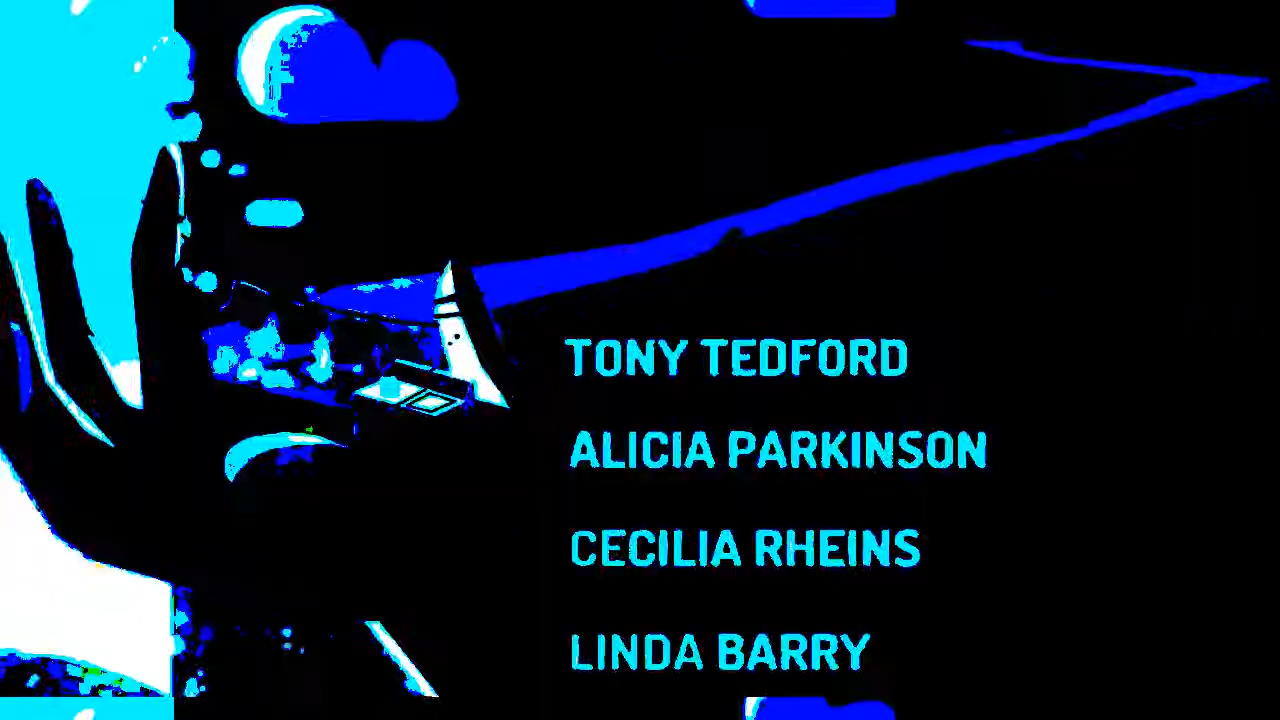 TONY TEDFORD
ALICIA PARKINSON
CECILIA RHEINS
LINDA BARRY